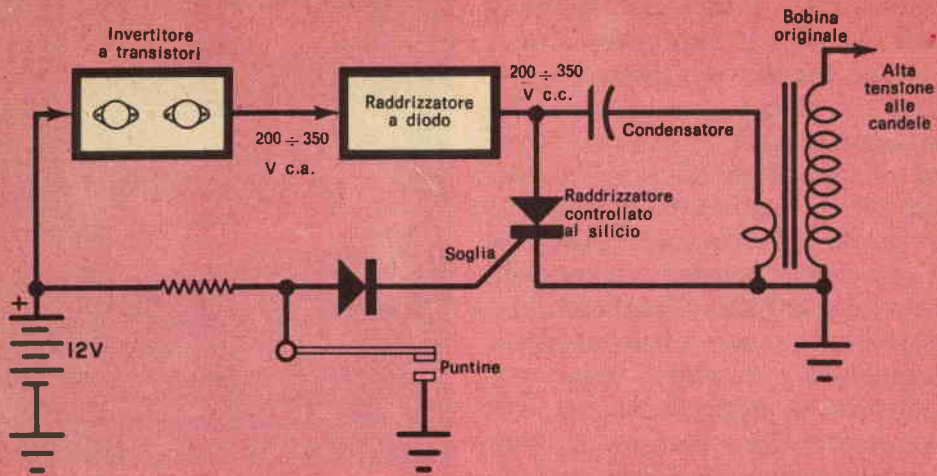 Invertitore
a transistori
200 ÷ 350
V c.a.
Raddrizzatore
a diodo
200 ÷ 350
V c.c.
Condensatore
Bobina
originale
Alta
tensione
alle
candele
Raddrizzatore
controllato
al silicio
Soglia
+
12V
Puntine